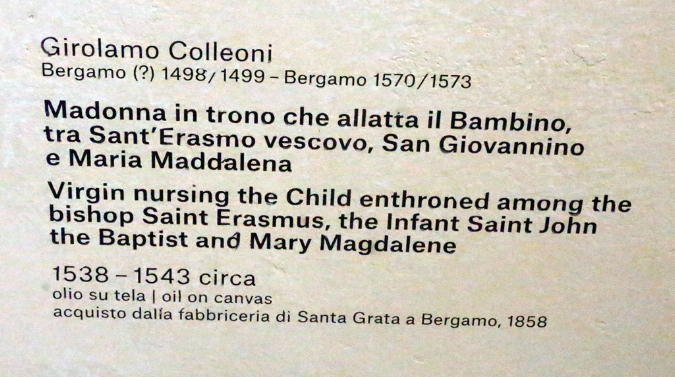 Girolamo Colleoni
Bergamo (?) 1498/1499 – Bergamo 1570/1573
Madonna in trono che allatta il Bambino,
tra Sant'Erasmo vescovo, San Giovannino
e Maria Maddalena
Virgin nursing the Child enthroned among the
bishop Saint Erasmus, the Infant Saint John
the Baptist and Mary Magdalene
1538 – 1543 circa
olio su tela | oil on canvas
acquisto dalla fabbriceria di Santa Grata a Bergamo, 1858